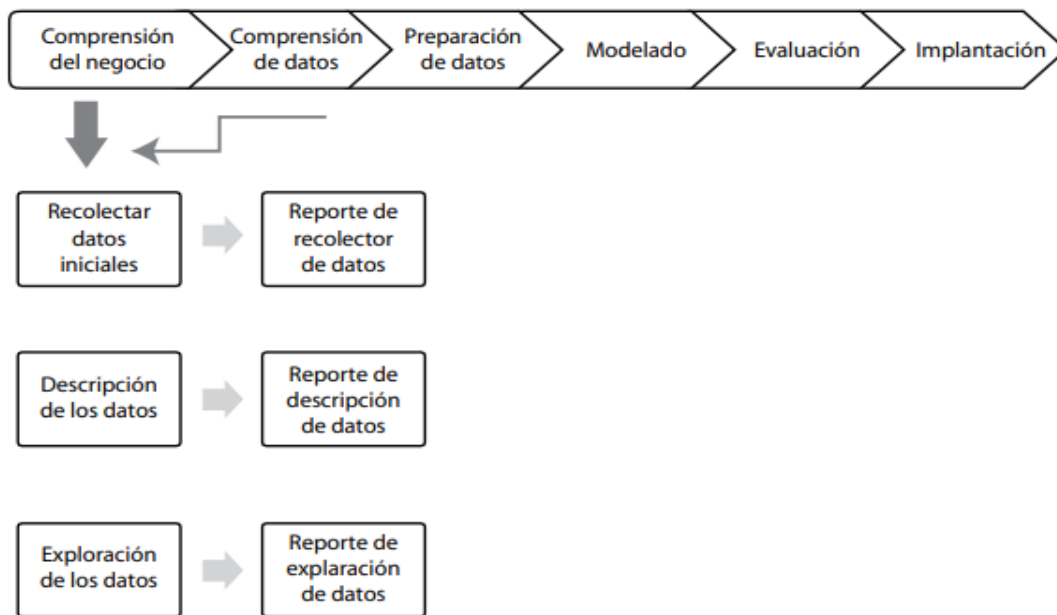 Comprensión
del negocio
Comprensión
de datos
Preparación
de datos
Modelado
Evaluación
Implantación
Recolectar
datos
iniciales
Reporte de
recolector
de datos
Descripción
de los datos
Reporte de
descripción
de datos
Exploración
de los datos
Reporte de
explaración
de datos